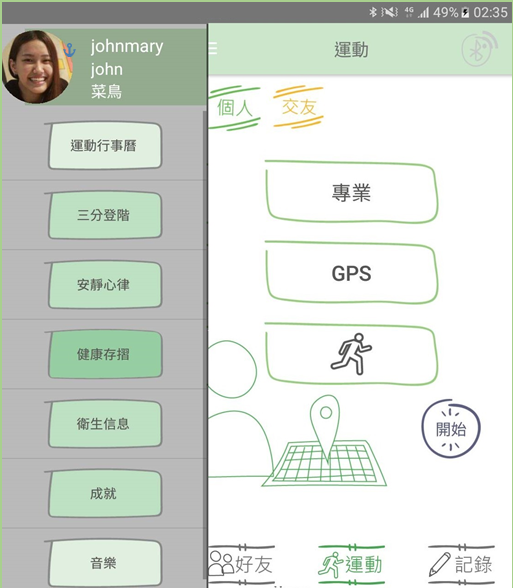 49% 02:35
johnmary
john
菜鳥
運動行事曆
三分登階
安靜心律
健康存摺
衛生信息
成就
音樂
運動
個人 交友
專業
GPS
開始
好友 運動 記錄